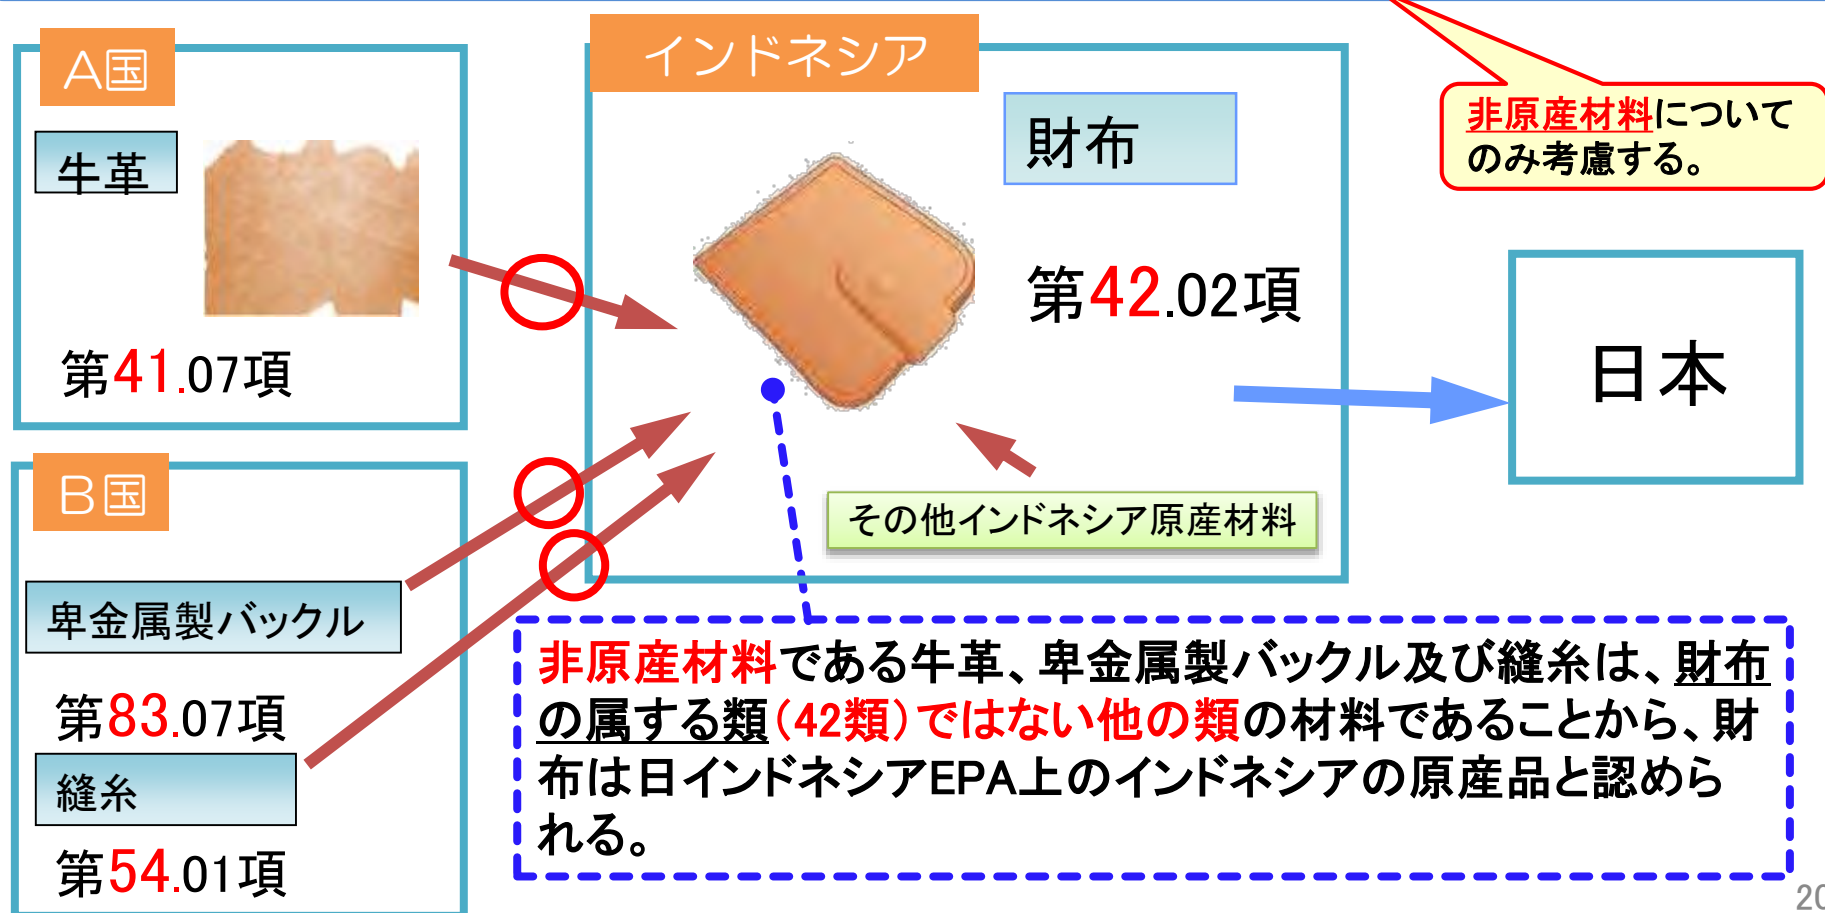 A国
牛革
第41.07項
B国
卑金属製バックル
第83.07項
縫糸
第54.01項
インドネシア
財布
第42.02項
その他インドネシア原産材料
非原産材料について
のみ考慮する。
日本
非原産材料である牛革、卑金属製バックル及び縫糸は、財布
の属する類(42類)ではない他の類の材料であることから、財
布は日インドネシアEPA上のインドネシアの原産品と認めら
れる。
20